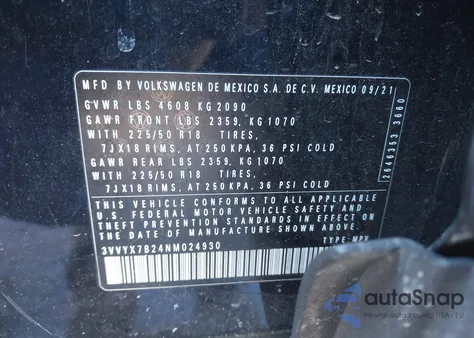 MFD BY VOLKSWAGEN DE MEXICO S.A. DE C.V. MEXICO 09/21
GVWR LBS 4608 KG 2090
GAWR FRONT LBS 2359, KG 1070
WITH 225/50 R18 TIRES,
7JX18 RIMS, AT 250 KPA, 36 PSI COLD
GAWR REAR LBS 2359, KG 1070
WITH 225/50 R18 TIRES,
7JX18 RIMS, AT 250 KPA, 36 PSI COLD
THIS VEHICLE CONFORMS TO ALL APPLICABLE
U.S. FEDERAL MOTOR VEHICLE SAFETY AND
THEFT PREVENTION STANDARDS IN EFFECT ON
THE DATE OF MANUFACTURE SHOWN ABOVE.
3VVYX7B24NM024930 TYPE: MPV
2646353 3660
autoSnap